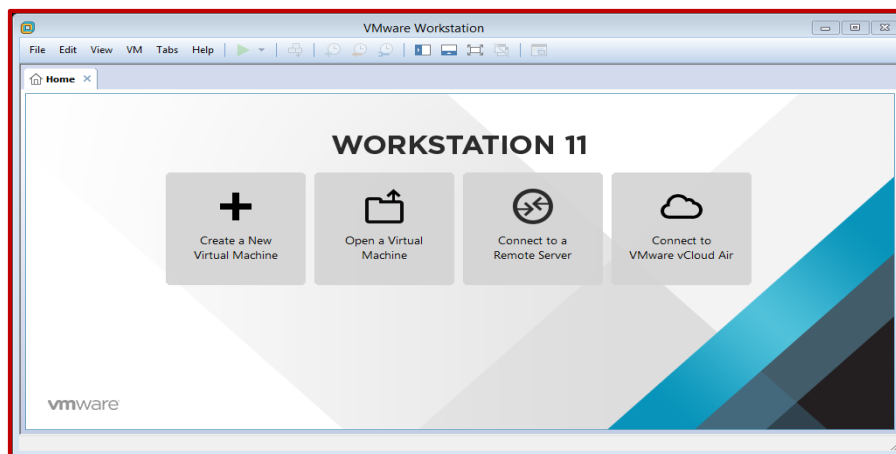 VMware Workstation
File Edit View VM Tabs Help
Home
WORKSTATION 11
Create a New
Virtual Machine
Open a Virtual
Machine
Connect to a
Remote Server
Connect to
VMware vCloud Air
vmware